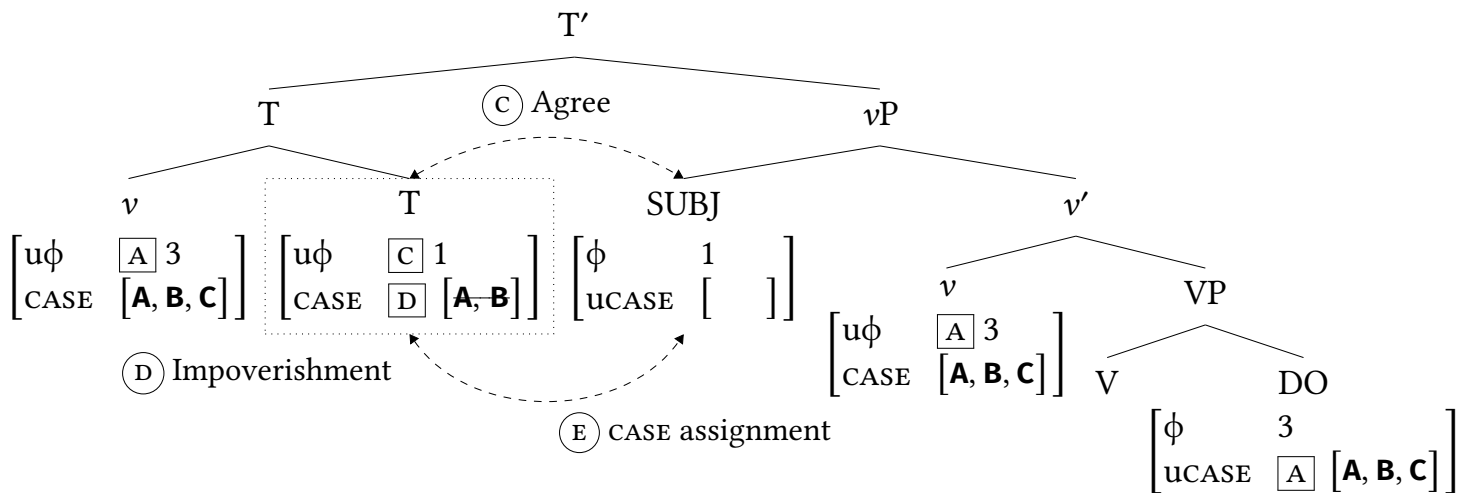 T′
T Ⓒ Agree vP
v T SUBJ v′
[uϕ A 3] [uϕ C 1] [ϕ 1]
[CASE [A, B, C]] [CASE D [A, B]] [uCASE [ ]]
v VP
Ⓓ Impoverishment [uϕ A 3]
[CASE [A, B, C]] V DO
Ⓔ CASE assignment
[ϕ 3]
[uCASE A [A, B, C]]